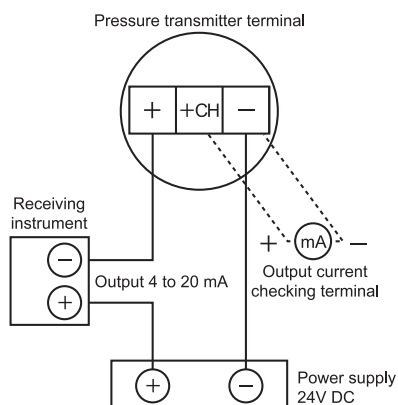 Pressure transmitter terminal
+ +CH −
Receiving
instrument
−
+
Output 4 to 20 mA
+ mA −
Output current
checking terminal
+ −
Power supply
24V DC